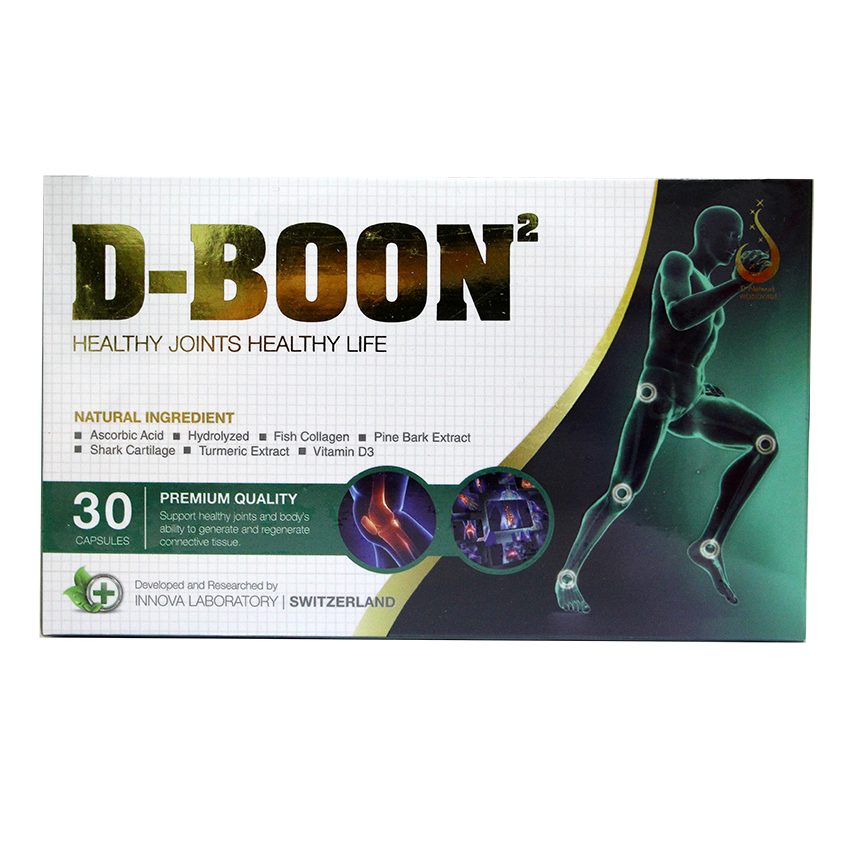 D-BOON²
HEALTHY JOINTS HEALTHY LIFE
NATURAL INGREDIENT
■ Ascorbic Acid ■ Hydrolyzed ■ Fish Collagen ■ Pine Bark Extract
■ Shark Cartilage ■ Turmeric Extract ■ Vitamin D3
30
CAPSULES
PREMIUM QUALITY
Support healthy joints and body's
ability to generate and regenerate
connective tissue.
Developed and Researched by
INNOVA LABORATORY | SWITZERLAND